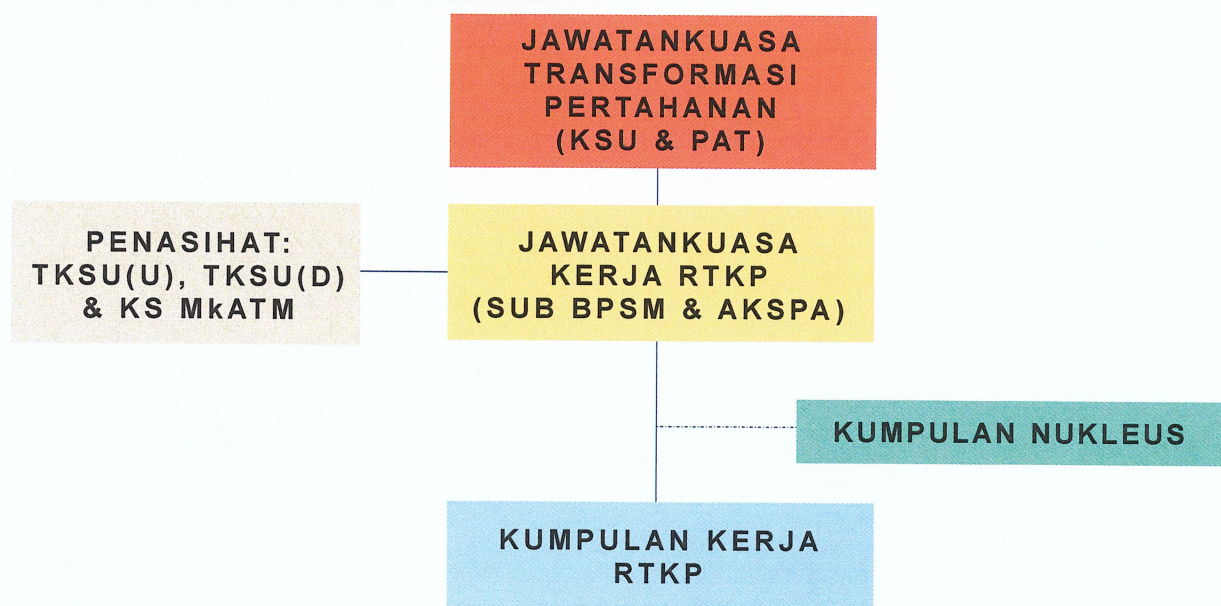 JAWATANKUASA
TRANSFORMASI
PERTAHANAN
(KSU & PAT)
PENASIHAT:
TKSU(U), TKSU(D)
& KS MkATM
JAWATANKUASA
KERJA RTKP
(SUB BPSM & AKSPA)
KUMPULAN NUKLEUS
KUMPULAN KERJA
RTKP